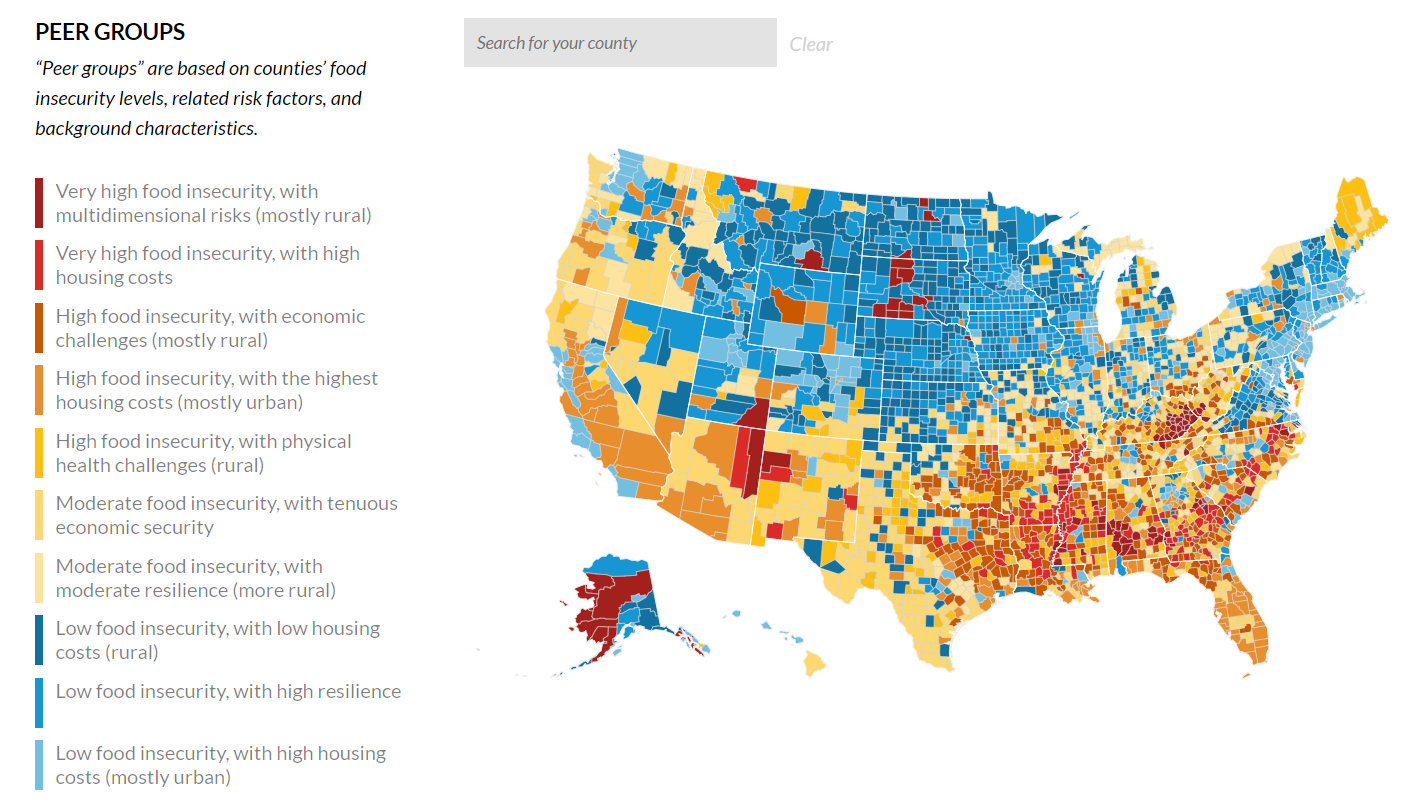 PEER GROUPS
“Peer groups” are based on counties’ food
insecurity levels, related risk factors, and
background characteristics.
Very high food insecurity, with
multidimensional risks (mostly rural)
Very high food insecurity, with high
housing costs
High food insecurity, with economic
challenges (mostly rural)
High food insecurity, with the highest
housing costs (mostly urban)
High food insecurity, with physical
health challenges (rural)
Moderate food insecurity, with tenuous
economic security
Moderate food insecurity, with
moderate resilience (more rural)
Low food insecurity, with low housing
costs (rural)
Low food insecurity, with high resilience
Low food insecurity, with high housing
costs (mostly urban)
Search for your county
Clear